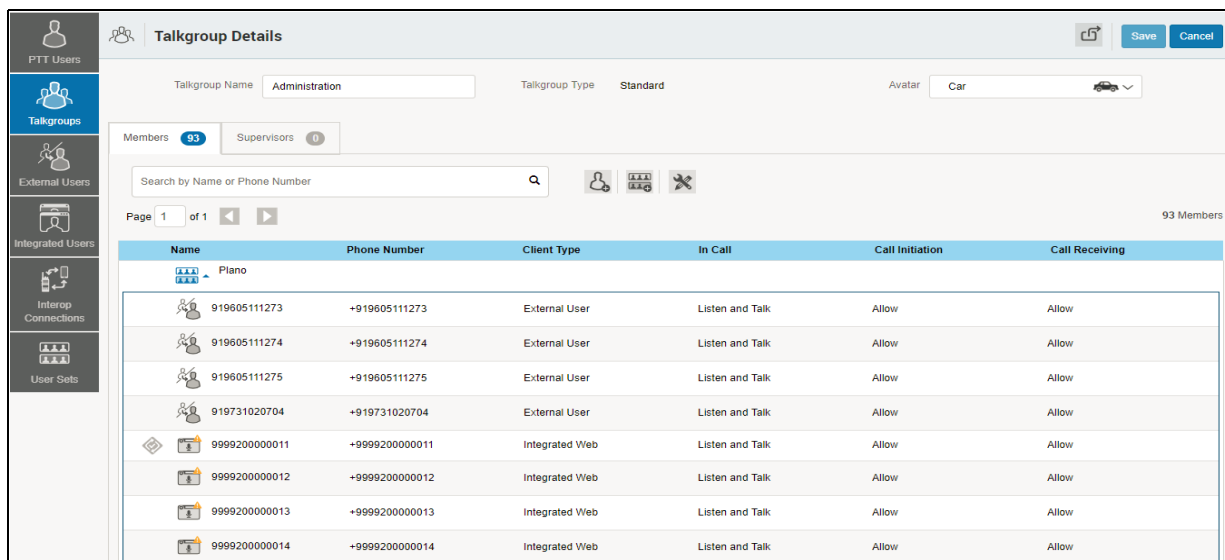 PTT Users
Talkgroups
External Users
Integrated Users
Interop
Connections
User Sets
Talkgroup Details
Save Cancel
Talkgroup Name Administration Talkgroup Type Standard Avatar Car
Members 93 Supervisors 0
Search by Name or Phone Number
Page 1 of 1 93 Members
Name Phone Number Client Type In Call Call Initiation Call Receiving
Plano
919605111273 +919605111273 External User Listen and Talk Allow Allow
919605111274 +919605111274 External User Listen and Talk Allow Allow
919605111275 +919605111275 External User Listen and Talk Allow Allow
919731020704 +919731020704 External User Listen and Talk Allow Allow
9999200000011 +9999200000011 Integrated Web Listen and Talk Allow Allow
9999200000012 +9999200000012 Integrated Web Listen and Talk Allow Allow
9999200000013 +9999200000013 Integrated Web Listen and Talk Allow Allow
9999200000014 +9999200000014 Integrated Web Listen and Talk Allow Allow